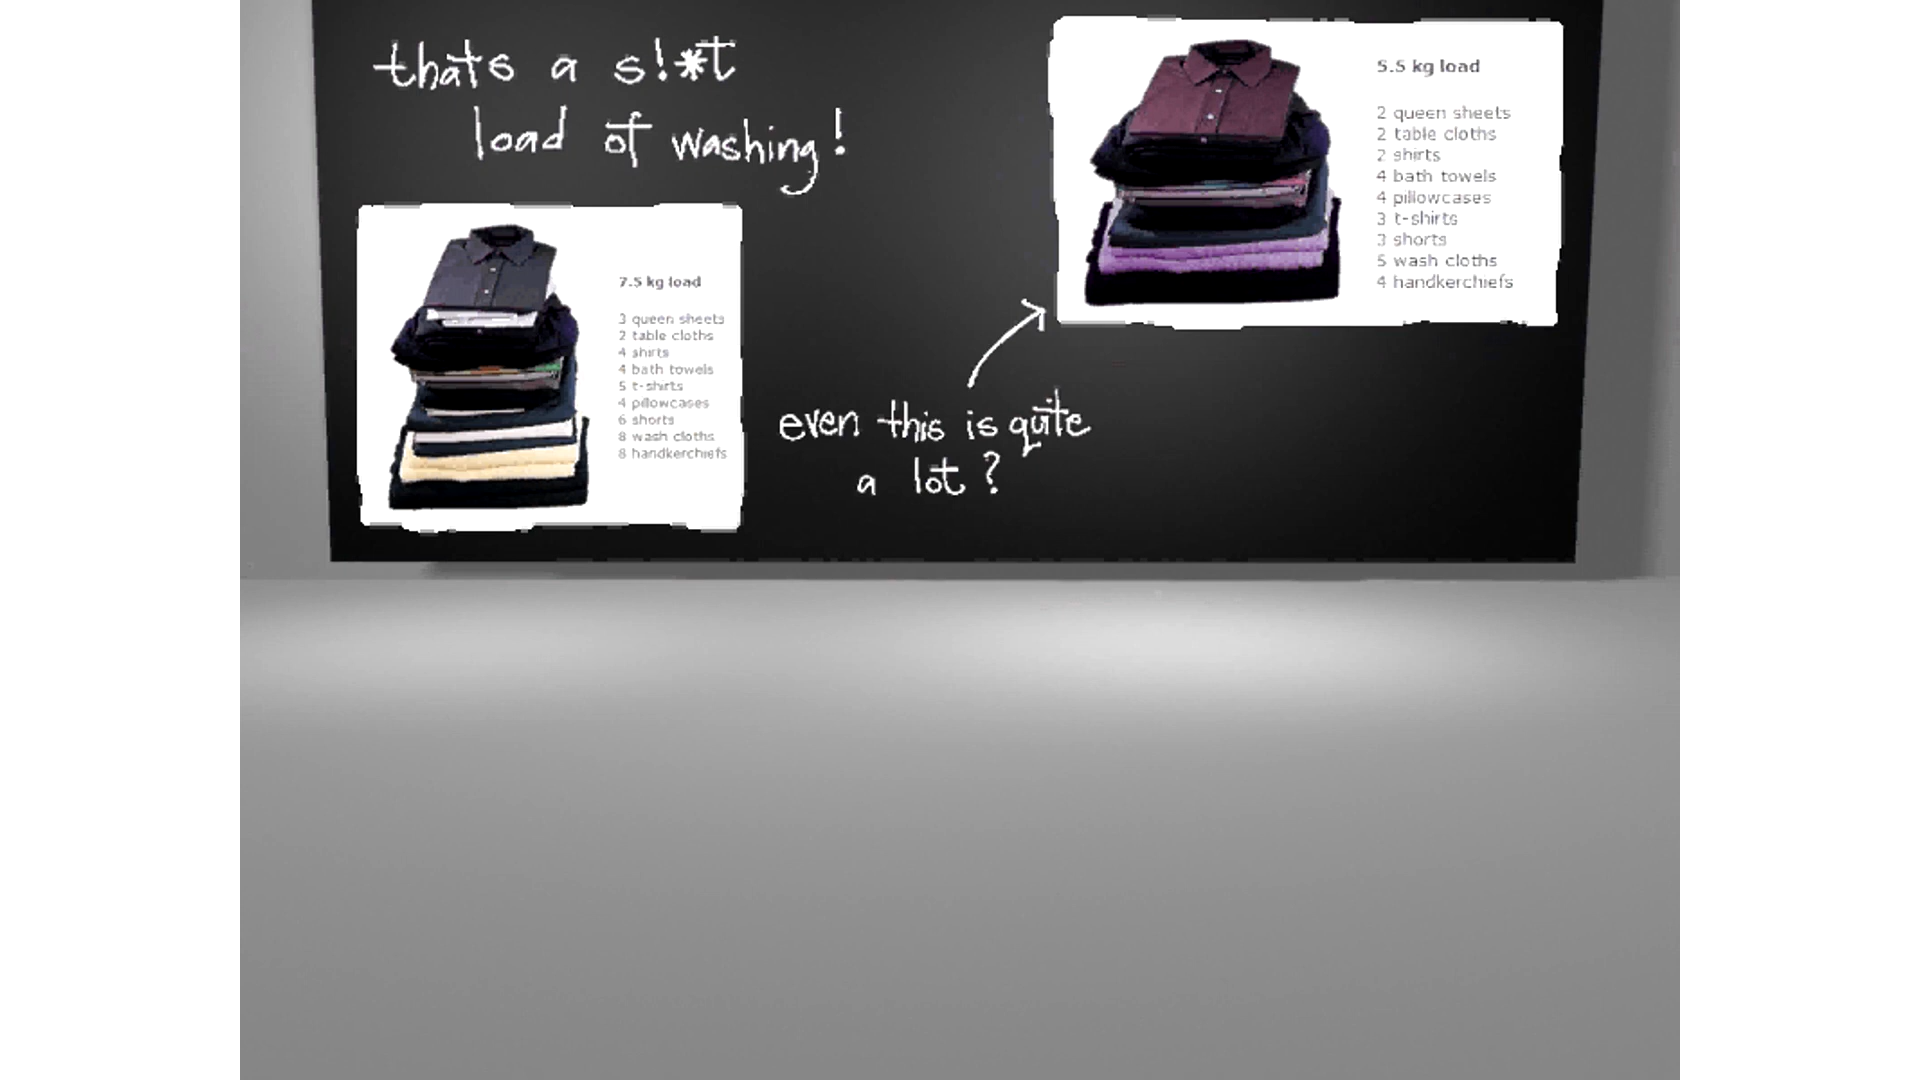 thats a s!*t
load of washing!
7.5 kg load
3 queen sheets
2 table cloths
4 shirts
4 bath towels
5 t-shirts
4 pillowcases
6 shorts
8 wash cloths
8 handkerchiefs
even this is quite
a lot?
5.5 kg load
2 queen sheets
2 table cloths
2 shirts
4 bath towels
4 pillowcases
3 t-shirts
3 shorts
5 wash cloths
4 handkerchiefs